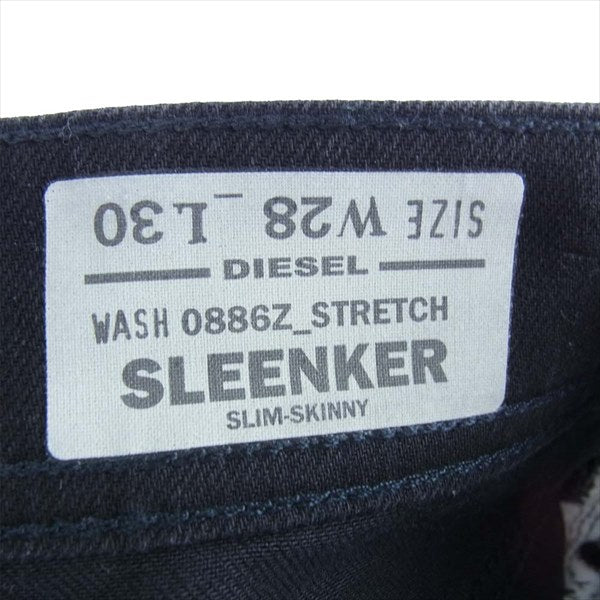 SIZE W28_L30
DIESEL
WASH 0886Z_STRETCH
SLEENKER
SLIM-SKINNY